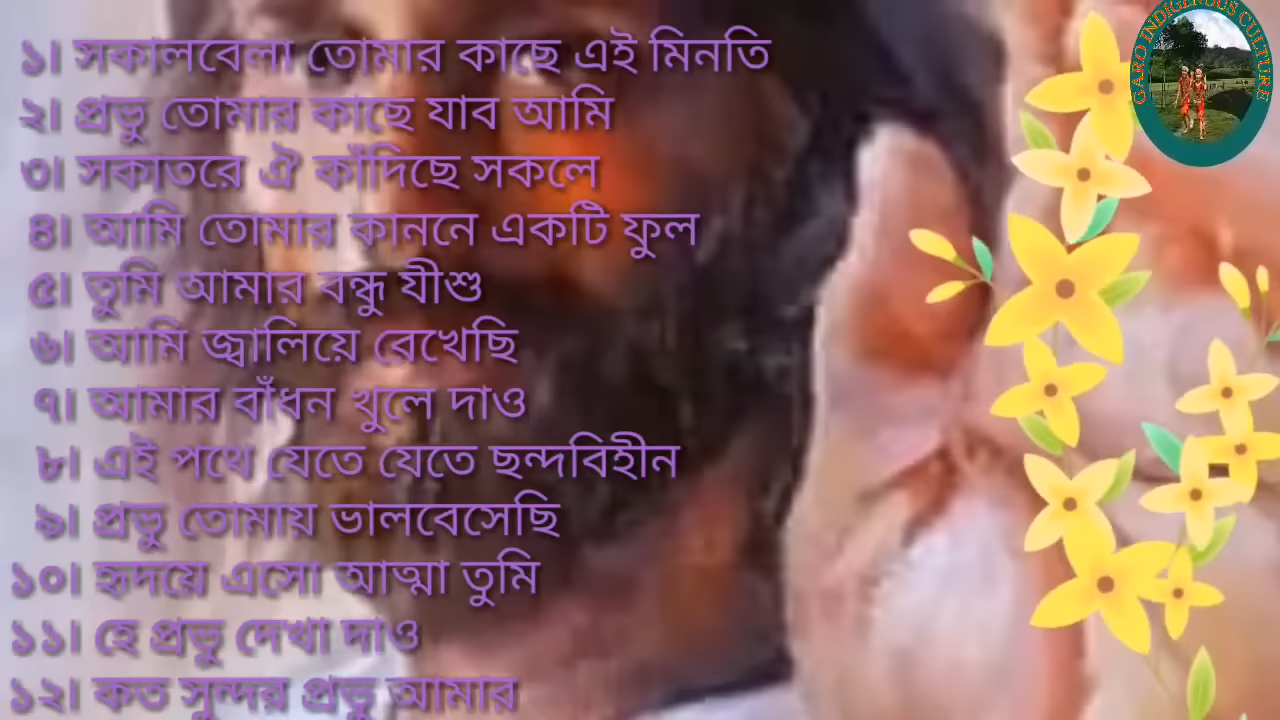 ১। সকালবেলা তোমার কাছে এই মিনতি
২। প্রভু তোমার কাছে যাব আমি
৩। সকাতরে ঐ কাঁদিছে সকলে
৪। আমি তোমার কাননে একটি ফুল
৫। তুমি আমার বন্ধু যীশু
৬। আমি জ্বালিয়ে রেখেছি
৭। আমার বাঁধন খুলে দাও
৮। এই পথে যেতে যেতে ছন্দবিহীন
৯। প্রভু তোমায় ভালবেসেছি
১০। হৃদয়ে এসো আত্মা তুমি
১১। হে প্রভু দেখা দাও
১২। কত সুন্দর প্রভু আমার
GARO INDIGENOUS CULTURE